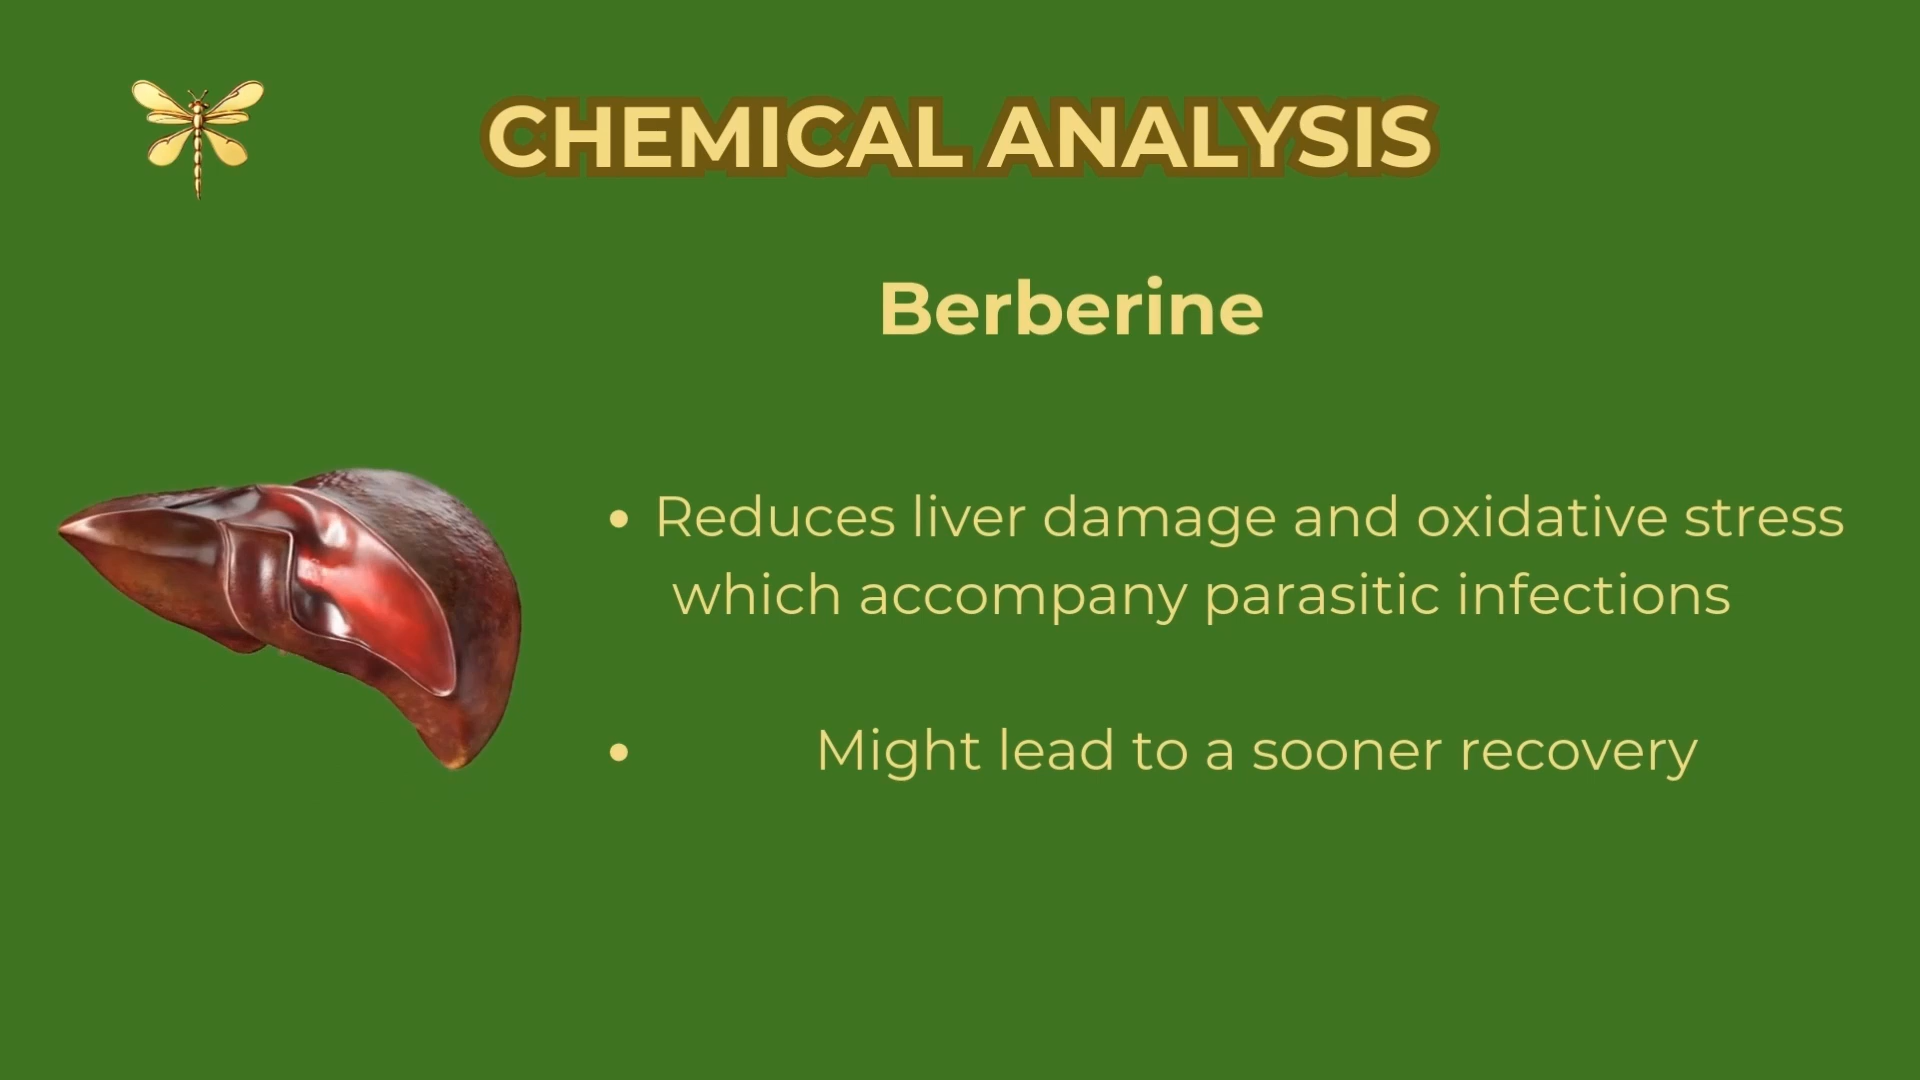 CHEMICAL ANALYSIS
Berberine
• Reduces liver damage and oxidative stress
which accompany parasitic infections
• Might lead to a sooner recovery